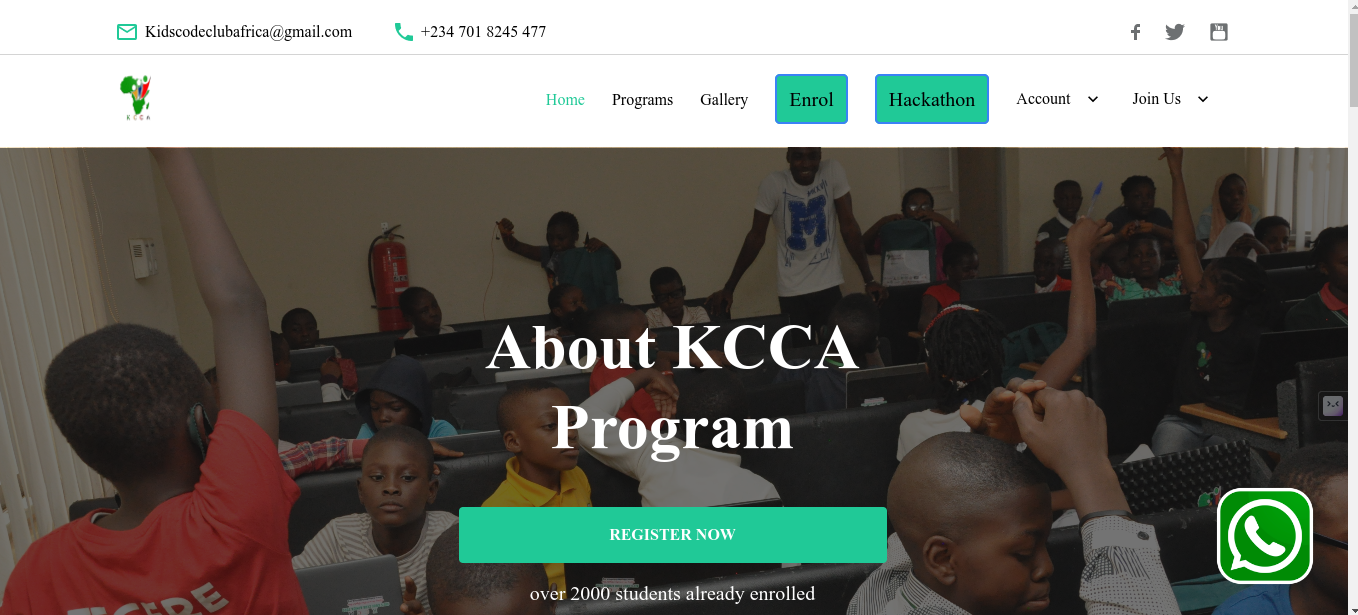 Kidscodeclubafrica@gmail.com
+234 701 8245 477
KCCA
Home
Programs
Gallery
Enrol
Hackathon
Account
Join Us
About KCCA
Program
REGISTER NOW
over 2000 students already enrolled